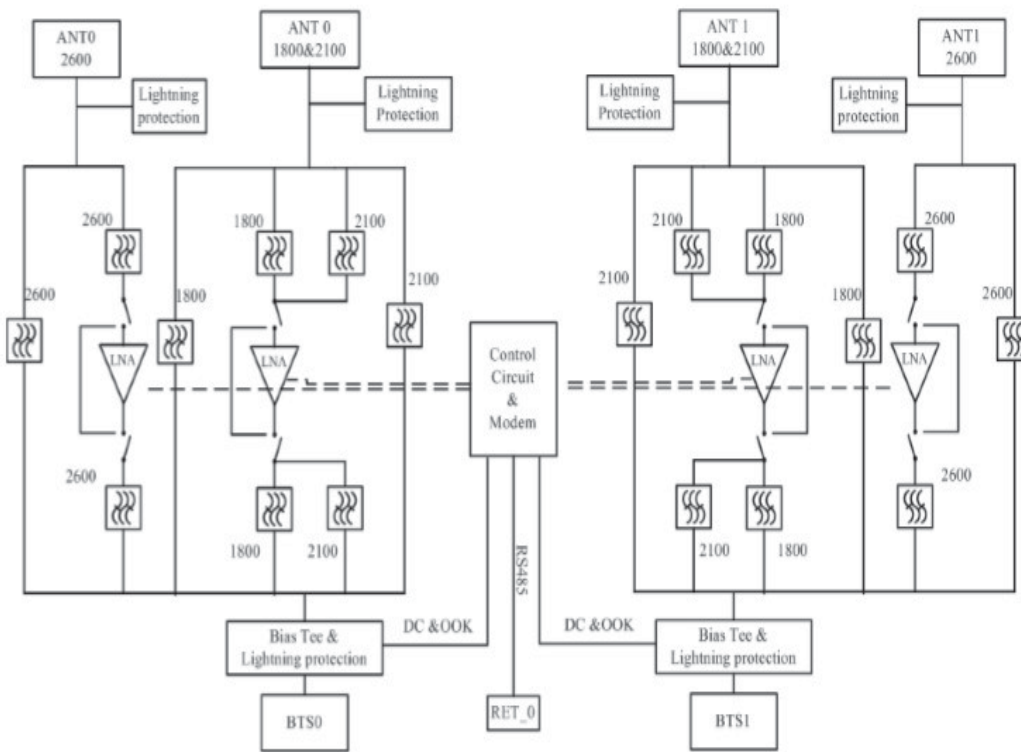 ANT0
2600
ANT 0
1800&2100
ANT 1
1800&2100
ANT1
2600
Lightning
protection
Lightning
Protection
Lightning
Protection
Lightning
protection
2600
1800
2100
2100
1800
2600
2600
1800
2100
2100
1800
2600
LNA
LNA
Control
Circuit
&
Modem
LNA
LNA
2600
1800
2100
2100
1800
2600
RS485
Bias Tee &
Lightning protection
DC &OOK
DC &OOK
Bias Tee &
Lightning protection
BTS0
RET_0
BTS1